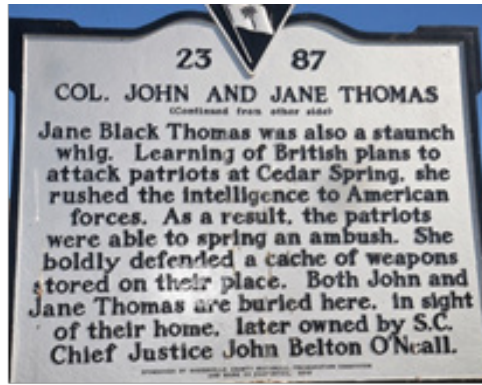 23 87
COL. JOHN AND JANE THOMAS
(Continued from other side)
Jane Black Thomas was also a staunch
whig. Learning of British plans to
attack patriots at Cedar Spring, she
rushed the intelligence to American
forces. As a result, the patriots
were able to spring an ambush. She
boldly defended a cache of weapons
stored on their place. Both John and
Jane Thomas are buried here, in sight
of their home, later owned by S.C.
Chief Justice John Belton O'Neall.